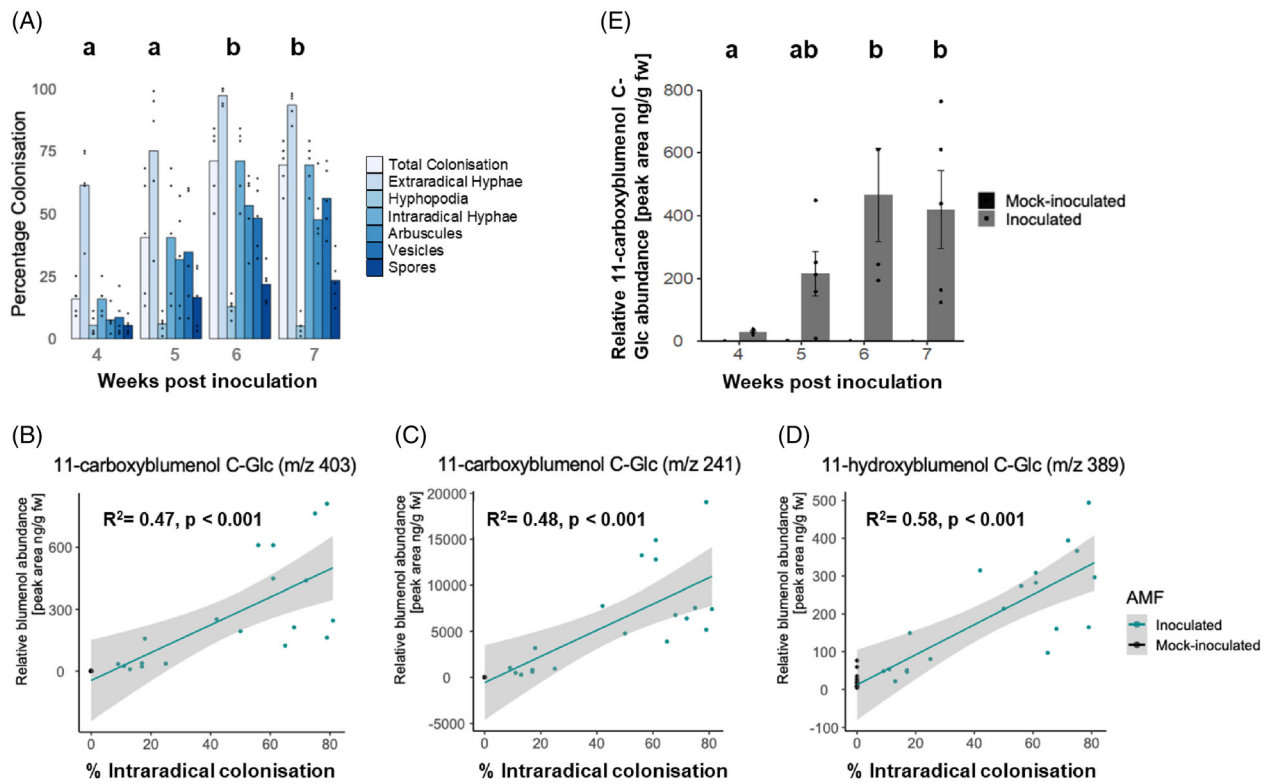 (A)
a a b b
Percentage Colonisation
100
75
50
25
0
4 5 6 7
Weeks post inoculation
Total Colonisation
Extraradical Hyphae
Hyphopodia
Intraradical Hyphae
Arbuscules
Vesicles
Spores
(E)
a ab b b
Relative 11-carboxyblumenol C-
Glc abundance [peak area ng/g fw]
800
600
400
200
0
4 5 6 7
Weeks post inoculation
Mock-inoculated
Inoculated
(B)
11-carboxyblumenol C-Glc (m/z 403)
R²= 0.47, p < 0.001
Relative blumenol abundance
[peak area ng/g fw]
600
300
0
0 20 40 60 80
% Intraradical colonisation
(C)
11-carboxyblumenol C-Glc (m/z 241)
R²= 0.48, p < 0.001
Relative blumenol abundance
[peak area ng/g fw]
20000
15000
10000
5000
0
-5000
0 20 40 60 80
% Intraradical colonisation
(D)
11-hydroxyblumenol C-Glc (m/z 389)
R²= 0.58, p < 0.001
Relative blumenol abundance
[peak area ng/g fw]
500
400
300
200
100
0
-100
0 20 40 60 80
% Intraradical colonisation
AMF
Inoculated
Mock-inoculated